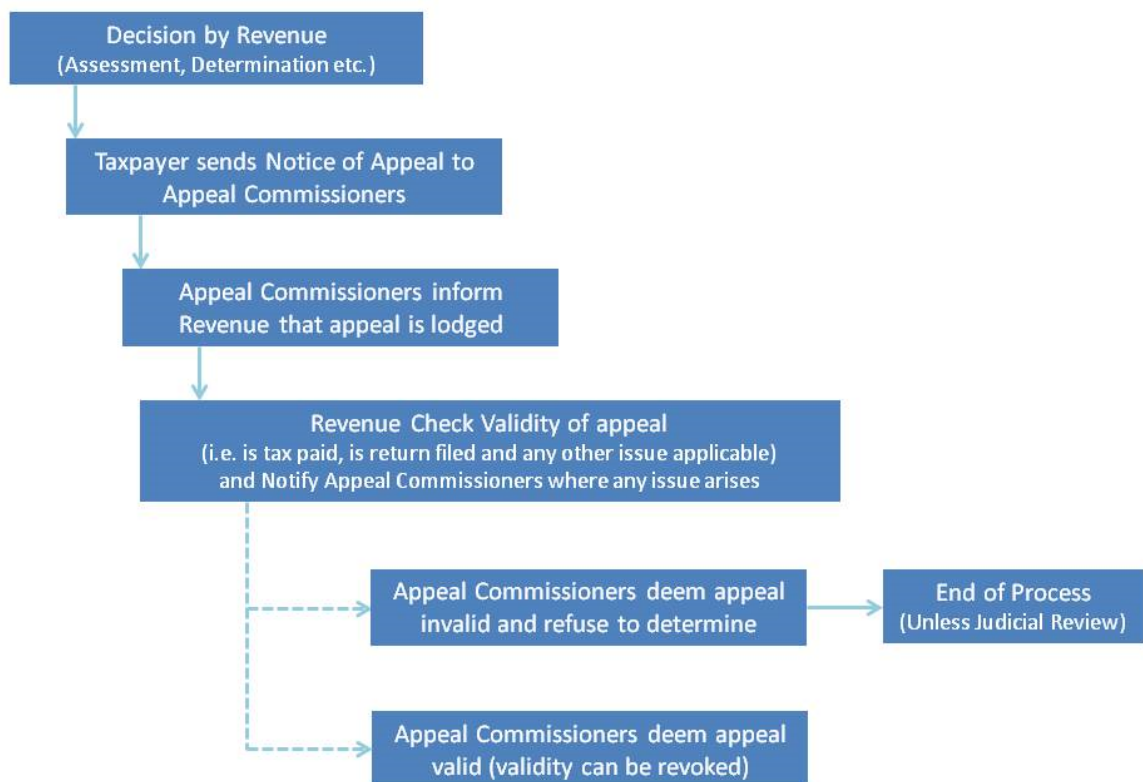 Decision by Revenue
(Assessment, Determination etc.)
Taxpayer sends Notice of Appeal to
Appeal Commissioners
Appeal Commissioners inform
Revenue that appeal is lodged
Revenue Check Validity of appeal
(i.e. is tax paid, is return filed and any other issue applicable)
and Notify Appeal Commissioners where any issue arises
Appeal Commissioners deem appeal
invalid and refuse to determine
End of Process
(Unless Judicial Review)
Appeal Commissioners deem appeal
valid (validity can be revoked)